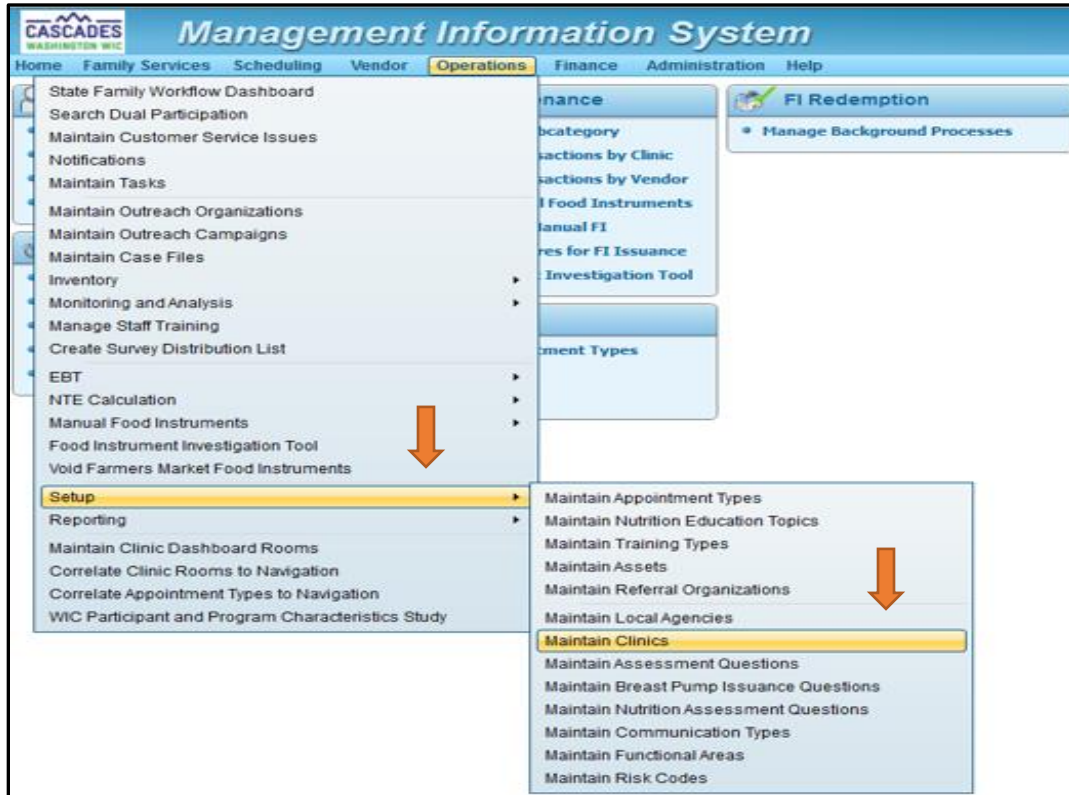 CASCADES
WASHINGTON WIC
Management Information System
Home Family Services Scheduling Vendor Operations Finance Administration Help
State Family Workflow Dashboard
Search Dual Participation
Maintain Customer Service Issues
Notifications
Maintain Tasks
Maintain Outreach Organizations
Maintain Outreach Campaigns
Maintain Case Files
Inventory
Monitoring and Analysis
Manage Staff Training
Create Survey Distribution List
EBT
NTE Calculation
Manual Food Instruments
Food Instrument Investigation Tool
Void Farmers Market Food Instruments
Setup
Reporting
Maintain Clinic Dashboard Rooms
Correlate Clinic Rooms to Navigation
Correlate Appointment Types to Navigation
WIC Participant and Program Characteristics Study
nance
bcategory
sactions by Clinic
sactions by Vendor
l Food Instruments
Manual FI
res for FI Issuance
t Investigation Tool
tment Types
FI Redemption
Manage Background Processes
Maintain Appointment Types
Maintain Nutrition Education Topics
Maintain Training Types
Maintain Assets
Maintain Referral Organizations
Maintain Local Agencies
Maintain Clinics
Maintain Assessment Questions
Maintain Breast Pump Issuance Questions
Maintain Nutrition Assessment Questions
Maintain Communication Types
Maintain Functional Areas
Maintain Risk Codes